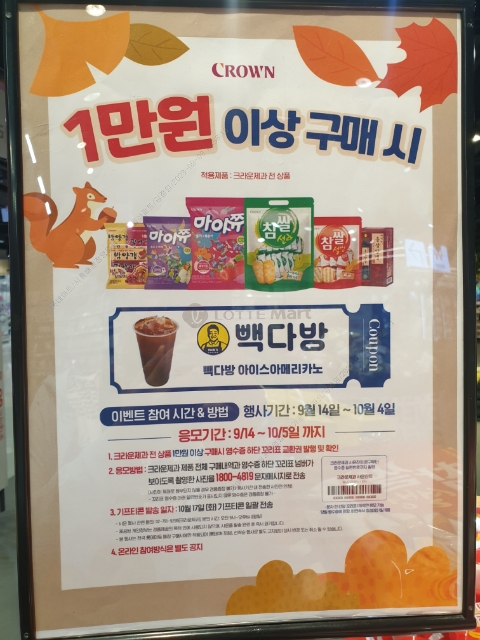 CROWN
1만원 이상 구매 시
적용제품 : 크라운제과 전 상품
마이쮸
마이쮸
참쌀
선과
참쌀
설병
LOTTE Mart
빽다방
빽다방 아이스아메리카노
Coupon
이벤트 참여 시간 & 방법 행사기간 : 9월 14일 ~ 10월 4일
응모기간 : 9/14 ~ 10/5일 까지
1. 크라운제과 전 상품 1만원 이상 구매시 영수증 하단 꼬리표 교환권 발행 및 확인
2. 응모방법 : 크라운제과 제품 전체 구매내역과 영수증 하단 꼬리표 넘버가
보이도록 촬영한 사진을 1800-4819 문자메시지로 전송
3. 기프티콘 발송 일자 : 10월 17일 (화) 기프티콘 일괄 전송
4. 온라인 참여방식은 별도 공지